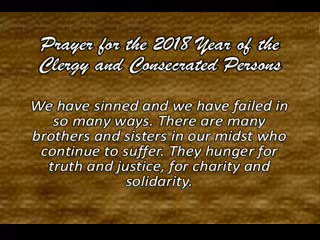 Prayer for the 2018 Year of the
Clergy and Consecrated Persons
We have sinned and we have failed in
so many ways. There are many
brothers and sisters in our midst who
continue to suffer. They hunger for
truth and justice, for charity and
solidarity.